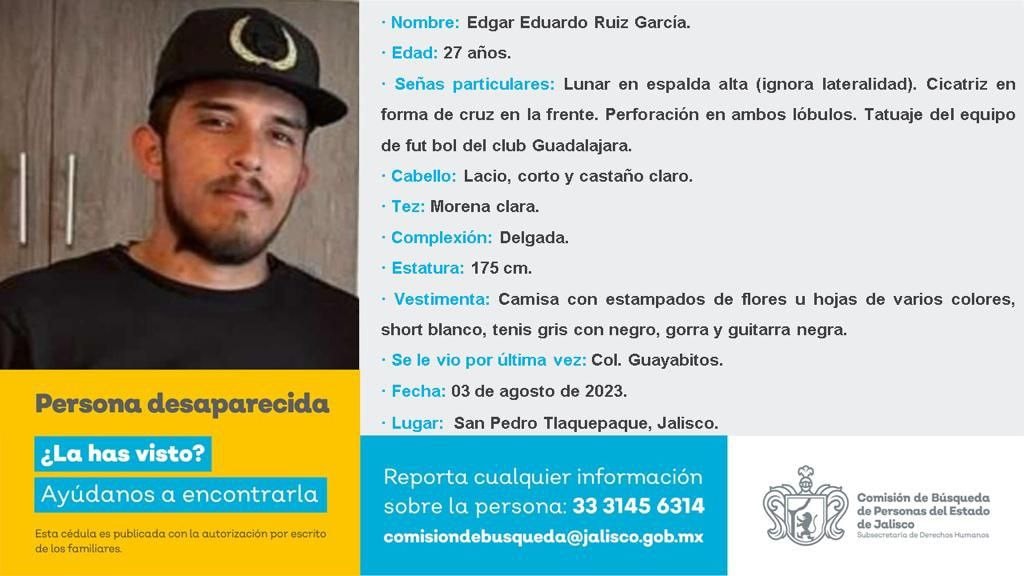 · Nombre: Edgar Eduardo Ruiz García.
· Edad: 27 años.
· Señas particulares: Lunar en espalda alta (ignora lateralidad). Cicatriz en
forma de cruz en la frente. Perforación en ambos lóbulos. Tatuaje del equipo
de fut bol del club Guadalajara.
· Cabello: Lacio, corto y castaño claro.
· Tez: Morena clara.
· Complexión: Delgada.
· Estatura: 175 cm.
· Vestimenta: Camisa con estampados de flores u hojas de varios colores,
short blanco, tenis gris con negro, gorra y guitarra negra.
· Se le vio por última vez: Col. Guayabitos.
· Fecha: 03 de agosto de 2023.
· Lugar: San Pedro Tlaquepaque, Jalisco.
Persona desaparecida
¿La has visto?
Ayúdanos a encontrarla
Esta cédula es publicada con la autorización por escrito
de los familiares.
Reporta cualquier información
sobre la persona: 33 3145 6314
comisiondebusqueda@jalisco.gob.mx
Comisión de Búsqueda
de Personas del Estado
de Jalisco
Subsecretaría de Derechos Humanos